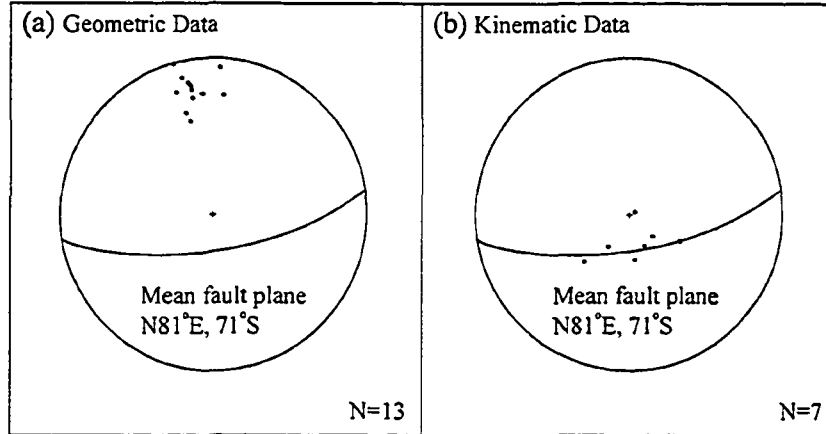 (a) Geometric Data
Mean fault plane
N81°E, 71°S
N=13
(b) Kinematic Data
Mean fault plane
N81°E, 71°S
N=7